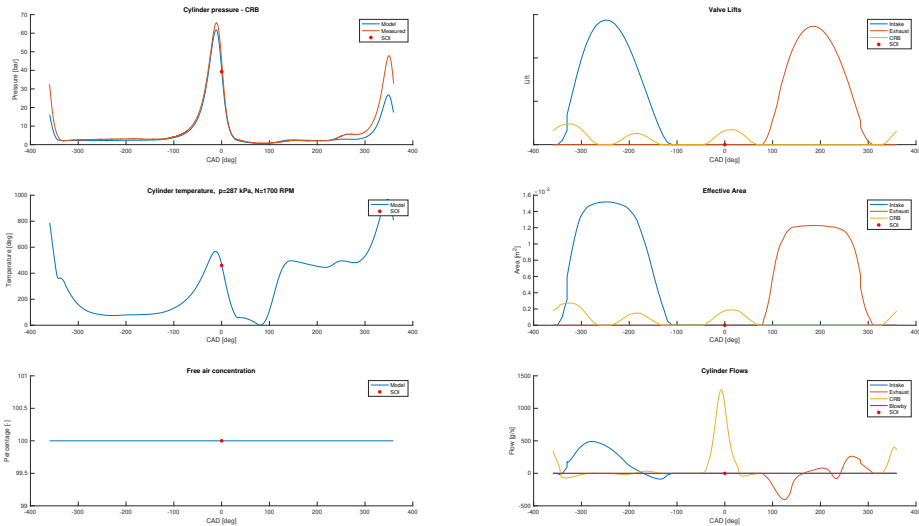 Cylinder pressure - CRB
70
60
50
40
30
20
10
0
Pressure [bar]
-400 -300 -200 -100 0 100 200 300 400
CAD [deg]
Model
Measured
SOI
Valve Lifts
Lift
-400 -300 -200 -100 0 100 200 300 400
CAD [deg]
Intake
Exhaust
CRB
SOI
Cylinder temperature, p=287 kPa, N=1700 RPM
1000
800
600
400
200
0
Temperature [deg]
-400 -300 -200 -100 0 100 200 300 400
CAD [deg]
Model
SOI
Effective Area
×10⁻³
1.6
1.4
1.2
1
0.8
0.6
0.4
0.2
0
Area [m²]
-400 -300 -200 -100 0 100 200 300 400
CAD [deg]
Intake
Exhaust
CRB
SOI
Free air concentration
101
100.5
100
99.5
99
Percentage [-]
-400 -300 -200 -100 0 100 200 300 400
CAD [deg]
Model
SOI
Cylinder Flows
1500
1000
500
0
-500
Flow [g/s]
-400 -300 -200 -100 0 100 200 300 400
CAD [deg]
Intake
Exhaust
CRB
Blowby
SOI